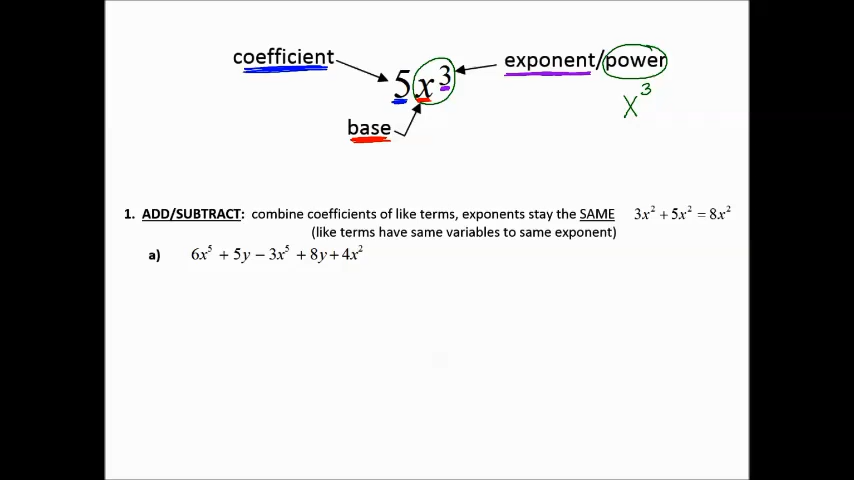 coefficient
exponent/power
5x³
x³
base
1. ADD/SUBTRACT: combine coefficients of like terms, exponents stay the SAME 3x² + 5x² = 8x²
(like terms have same variables to same exponent)
a) 6x⁵ + 5y − 3x⁵ + 8y + 4x²